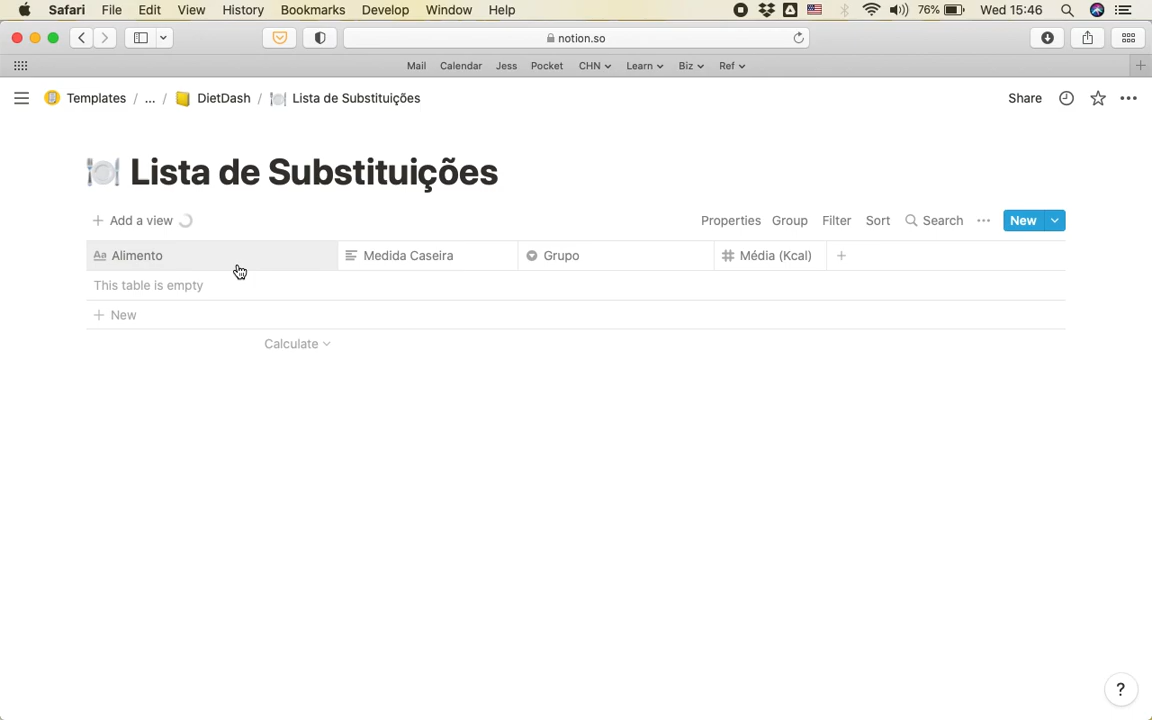 Safari File Edit View History Bookmarks Develop Window Help 76% Wed 15:46
notion.so
Mail Calendar Jess Pocket CHN Learn Biz Ref
Templates / ... / DietDash / Lista de Substituições Share
Lista de Substituições
Add a view Properties Group Filter Sort Search New
Aa Alimento Medida Caseira Grupo # Média (Kcal) +
This table is empty
+ New
Calculate
?